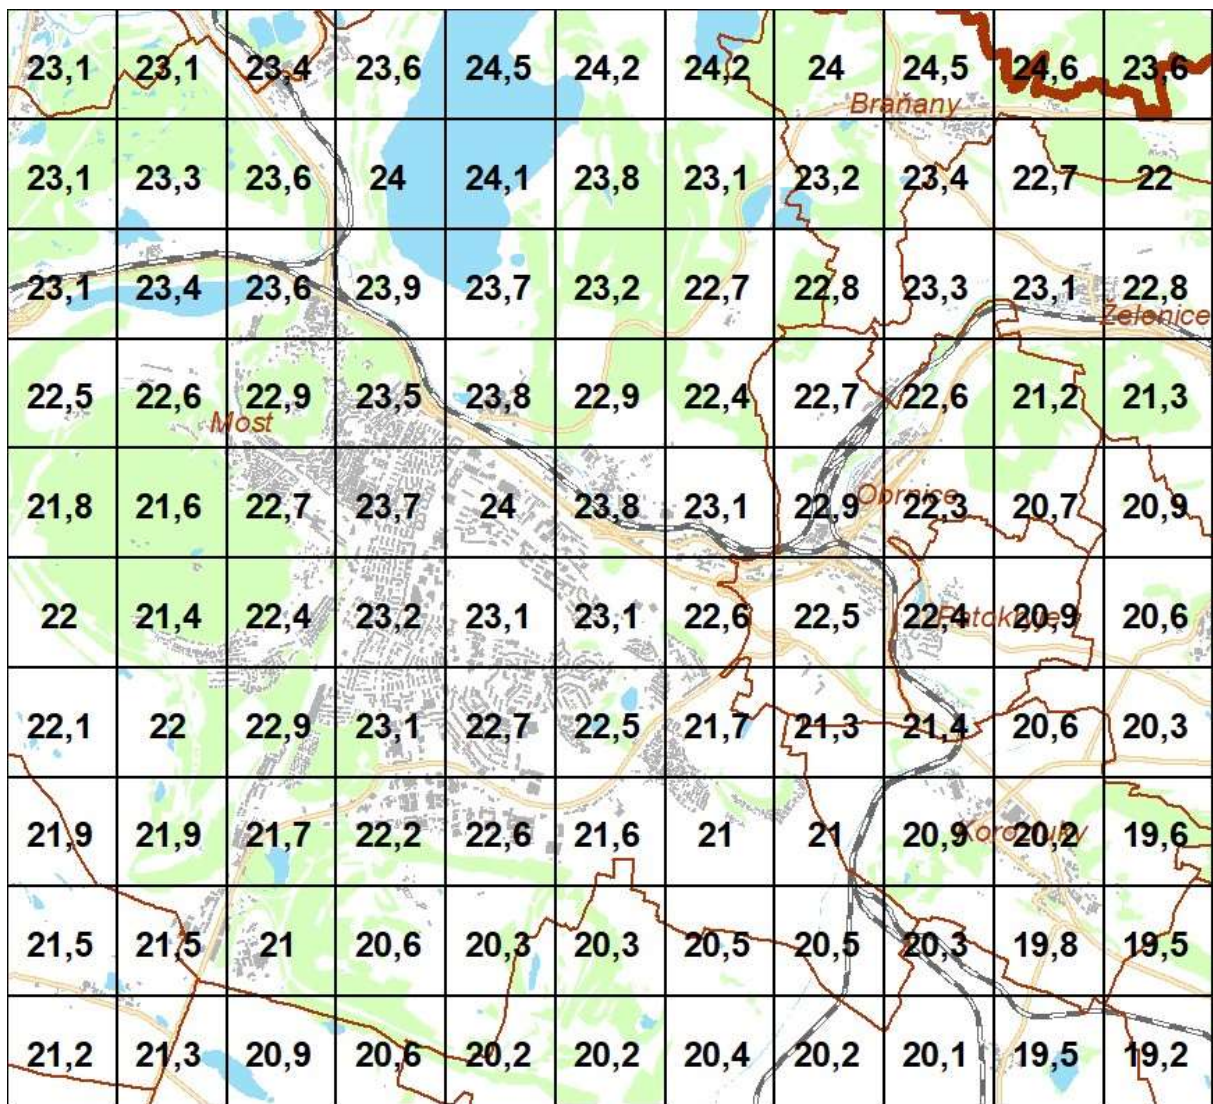 23,1 23,1 23,4 23,6 24,5 24,2 24,2 24 24,5 24,6 23,6
Braňany
23,1 23,3 23,6 24 24,1 23,8 23,1 23,2 23,4 22,7 22
23,1 23,4 23,6 23,9 23,7 23,2 22,7 22,8 23,3 23,1 22,8
Želenice
22,5 22,6 22,9 23,5 23,8 22,9 22,4 22,7 22,6 21,2 21,3
Most
Obrnice
21,8 21,6 22,7 23,7 24 23,8 23,1 22,9 22,3 20,7 20,9
22 21,4 22,4 23,2 23,1 23,1 22,6 22,5 22,4 20,9 20,6
Patokryje
22,1 22 22,9 23,1 22,7 22,5 21,7 21,3 21,4 20,6 20,3
21,9 21,9 21,7 22,2 22,6 21,6 21 21 20,9 20,2 19,6
Korozluky
21,5 21,5 21 20,6 20,3 20,3 20,5 20,5 20,3 19,8 19,5
21,2 21,3 20,9 20,6 20,2 20,2 20,4 20,2 20,1 19,5 19,2